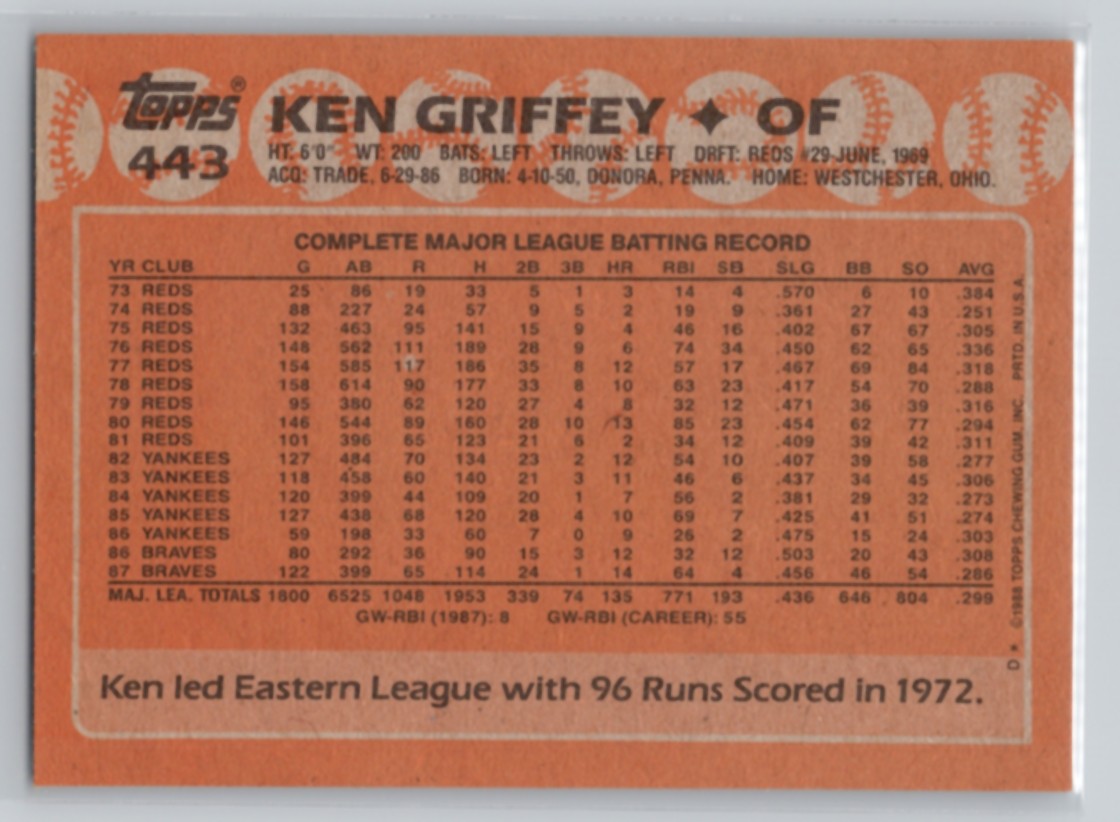 Topps®
443
KEN GRIFFEY ✦ OF
HT: 6'0" WT: 200 BATS: LEFT THROWS: LEFT DRFT: REDS #29-JUNE, 1969
ACQ: TRADE, 6-29-86 BORN: 4-10-50, DONORA, PENNA. HOME: WESTCHESTER, OHIO.
COMPLETE MAJOR LEAGUE BATTING RECORD
YR CLUB G AB R H 2B 3B HR RBI SB SLG BB SO AVG
73 REDS 25 86 19 33 5 1 3 14 4 .570 6 10 .384
74 REDS 88 227 24 57 9 5 2 19 9 .361 27 43 .251
75 REDS 132 463 95 141 15 9 4 46 16 .402 67 67 .305
76 REDS 148 562 111 189 28 9 6 74 34 .450 62 65 .336
77 REDS 154 585 117 186 35 8 12 57 17 .467 69 84 .318
78 REDS 158 614 90 177 33 8 10 63 23 .417 54 70 .288
79 REDS 95 380 62 120 27 4 8 32 12 .471 36 39 .316
80 REDS 146 544 89 160 28 10 13 85 23 .454 62 77 .294
81 REDS 101 396 65 123 21 6 2 34 12 .409 39 42 .311
82 YANKEES 127 484 70 134 23 2 12 54 10 .407 39 58 .277
83 YANKEES 118 458 60 140 21 3 11 46 6 .437 34 45 .306
84 YANKEES 120 399 44 109 20 1 7 56 2 .381 29 32 .273
85 YANKEES 127 438 68 120 28 4 10 69 7 .425 41 51 .274
86 YANKEES 59 198 33 60 7 0 9 26 2 .475 15 24 .303
86 BRAVES 80 292 36 90 15 3 12 32 12 .503 20 43 .308
87 BRAVES 122 399 65 114 24 1 14 64 4 .456 46 54 .286
MAJ. LEA. TOTALS 1800 6525 1048 1953 339 74 135 771 193 .436 646 804 .299
GW-RBI (1987): 8 GW-RBI (CAREER): 55
Ken led Eastern League with 96 Runs Scored in 1972.
D* ©1988 TOPPS CHEWING GUM, INC. PRTD. IN U.S.A.